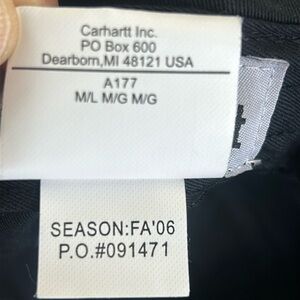 Carhartt Inc.
PO Box 600
Dearborn,MI 48121 USA
A177
M/L M/G M/G
t
SEASON:FA'06
P.O.#091471